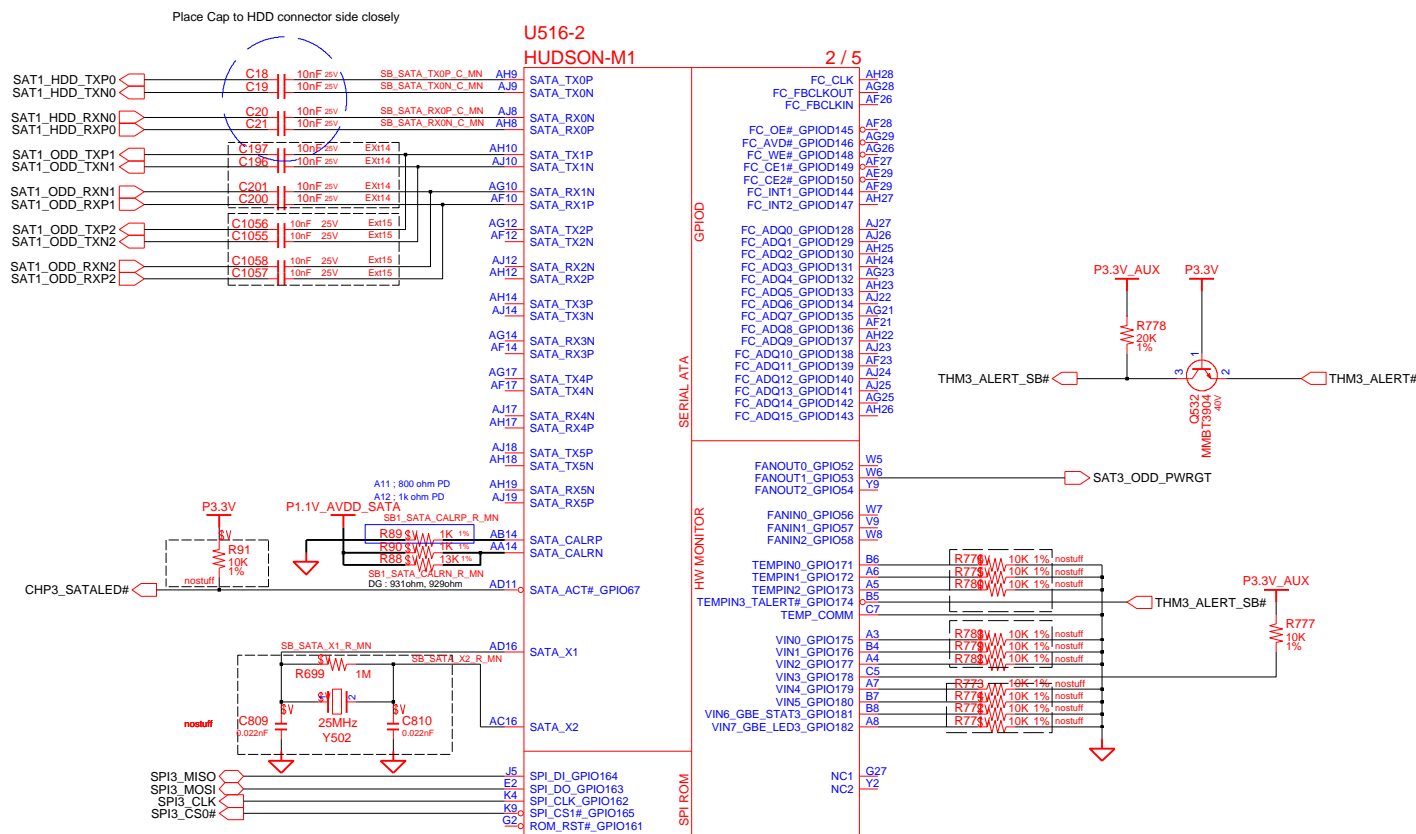 Place Cap to HDD connector side closely
U516-2
HUDSON-M1
2 / 5
SAT1_HDD_TXP0 C18 10nF 25V SB_SATA_TX0P_C_MN AH9 SATA_TX0P
SAT1_HDD_TXN0 C19 10nF 25V SB_SATA_TX0N_C_MN AJ9 SATA_TX0N
SAT1_HDD_RXN0 C20 10nF 25V SB_SATA_RX0P_C_MN AJ8 SATA_RX0N
SAT1_HDD_RXP0 C21 10nF 25V SB_SATA_RX0N_C_MN AH8 SATA_RX0P
SAT1_ODD_TXP1 C197 10nF 25V EXt14 AH10 SATA_TX1P
SAT1_ODD_TXN1 C196 10nF 25V EXt14 AJ10 SATA_TX1N
SAT1_ODD_RXN1 C201 10nF 25V EXt14 AG10 SATA_RX1N
SAT1_ODD_RXP1 C200 10nF 25V EXt14 AF10 SATA_RX1P
SAT1_ODD_TXP2 C1056 10nF 25V Ext15 AG12 SATA_TX2P
SAT1_ODD_TXN2 C1055 10nF 25V Ext15 AF12 SATA_TX2N
SAT1_ODD_RXN2 C1058 10nF 25V Ext15 AJ12 SATA_RX2N
SAT1_ODD_RXP2 C1057 10nF 25V Ext15 AH12 SATA_RX2P
AH14 SATA_TX3P
AJ14 SATA_TX3N
AG14 SATA_RX3N
AF14 SATA_RX3P
AG17 SATA_TX4P
AF17 SATA_TX4N
AJ17 SATA_RX4N
AH17 SATA_RX4P
AJ18 SATA_TX5P
AH18 SATA_TX5N
AH19 SATA_RX5N
AJ19 SATA_RX5P
A11 ; 800 ohm PD
A12 ; 1k ohm PD
P1.1V_AVDD_SATA
SB1_SATA_CALRP_R_MN
R89 1K 1% AB14 SATA_CALRP
R90 1K 1% AA14 SATA_CALRN
R88 13K 1%
SB1_SATA_CALRN_R_MN
DG : 931ohm, 929ohm
P3.3V
SV
R91
10K
1%
nostuff
CHP3_SATALED# AD11 SATA_ACT#_GPIO67
SB_SATA_X1_R_MN AD16 SATA_X1
SB_SATA_X2_R_MN
SV
R699 1M
1 2
SV
SV
nostuff
C809
0.022nF
25MHz
Y502
C810
0.022nF
AC16 SATA_X2
SPI3_MISO J5 SPI_DI_GPIO164
SPI3_MOSI E2 SPI_DO_GPIO163
SPI3_CLK K4 SPI_CLK_GPIO162
SPI3_CS0# K9 SPI_CS1#_GPIO165
G2 ROM_RST#_GPIO161
GPIOD
SERIAL ATA
HW MONITOR
SPI ROM
FC_CLK AH28
FC_FBCLKOUT AG28
FC_FBCLKIN AF26
FC_OE#_GPIOD145 AF28
FC_AVD#_GPIOD146 AG29
FC_WE#_GPIOD148 AG26
FC_CE1#_GPIOD149 AF27
FC_CE2#_GPIOD150 AE29
FC_INT1_GPIOD144 AF29
FC_INT2_GPIOD147 AH27
FC_ADQ0_GPIOD128 AJ27
FC_ADQ1_GPIOD129 AJ26
FC_ADQ2_GPIOD130 AH25
FC_ADQ3_GPIOD131 AH24
FC_ADQ4_GPIOD132 AG23
FC_ADQ5_GPIOD133 AH23
FC_ADQ6_GPIOD134 AJ22
FC_ADQ7_GPIOD135 AG21
FC_ADQ8_GPIOD136 AF21
FC_ADQ9_GPIOD137 AH22
FC_ADQ10_GPIOD138 AJ23
FC_ADQ11_GPIOD139 AF23
FC_ADQ12_GPIOD140 AJ24
FC_ADQ13_GPIOD141 AJ25
FC_ADQ14_GPIOD142 AG25
FC_ADQ15_GPIOD143 AH26
FANOUT0_GPIO52 W5
FANOUT1_GPIO53 W6 SAT3_ODD_PWRGT
FANOUT2_GPIO54 Y9
FANIN0_GPIO56 W7
FANIN1_GPIO57 V9
FANIN2_GPIO58 W8
TEMPIN0_GPIO171 B6 R776 10K 1% nostuff
TEMPIN1_GPIO172 A6 R775 10K 1% nostuff
TEMPIN2_GPIO173 A5 R780 10K 1% nostuff
TEMPIN3_TALERT#_GPIO174 B5 THM3_ALERT_SB#
TEMP_COMM C7
VIN0_GPIO175 A3 10K 1% nostuff
VIN1_GPIO176 B4 10K 1% nostuff
VIN2_GPIO177 A4 10K 1% nostuff
VIN3_GPIO178 C5
VIN4_GPIO179 A7 R773 10K 1% nostuff
VIN5_GPIO180 B7 R774 10K 1% nostuff
VIN6_GBE_STAT3_GPIO181 B8 R772 10K 1% nostuff
VIN7_GBE_LED3_GPIO182 A8 R771 10K 1% nostuff
NC1 G27
NC2 Y2
P3.3V_AUX
P3.3V
R778
20K
1%
THM3_ALERT_SB# 3 1 2 THM3_ALERT#
Q532
MMBT3904
40V
P3.3V_AUX
R777
10K
1%